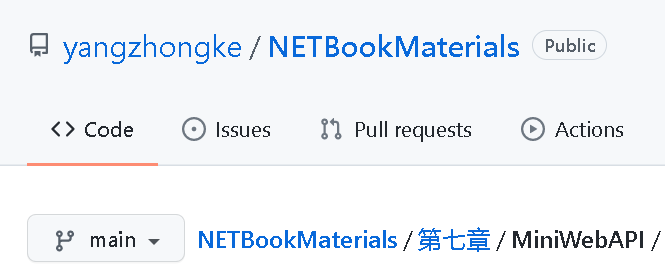 yangzhongke / NETBookMaterials Public
Code Issues Pull requests Actions
main NETBookMaterials / 第七章 / MiniWebAPI /